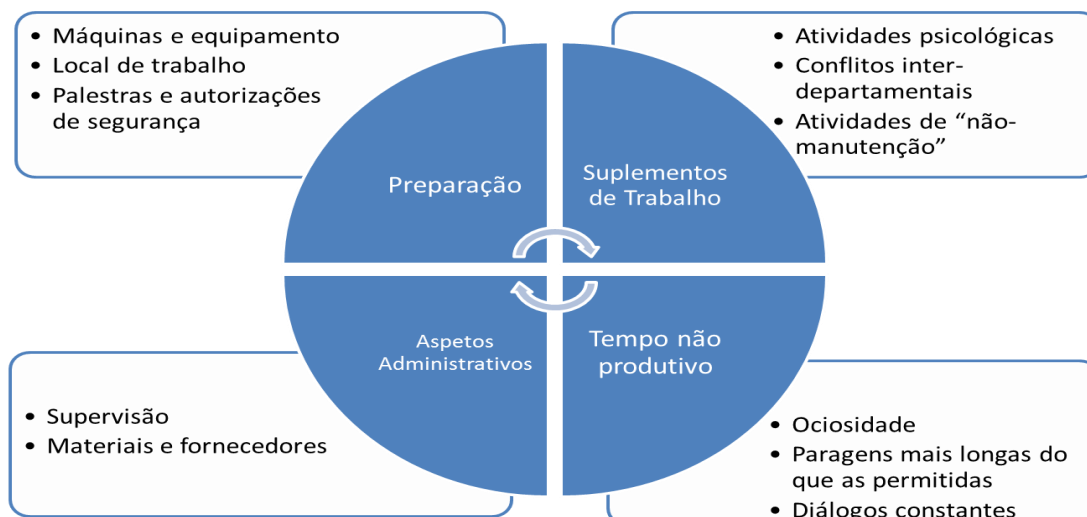 • Máquinas e equipamento
• Local de trabalho
• Palestras e autorizações
de segurança
• Atividades psicológicas
• Conflitos inter-
departamentais
• Atividades de “não-
manutenção”
Preparação
Suplementos
de Trabalho
Aspetos
Administrativos
Tempo não
produtivo
• Supervisão
• Materiais e fornecedores
• Ociosidade
• Paragens mais longas do
que as permitidas
• Diálogos constantes